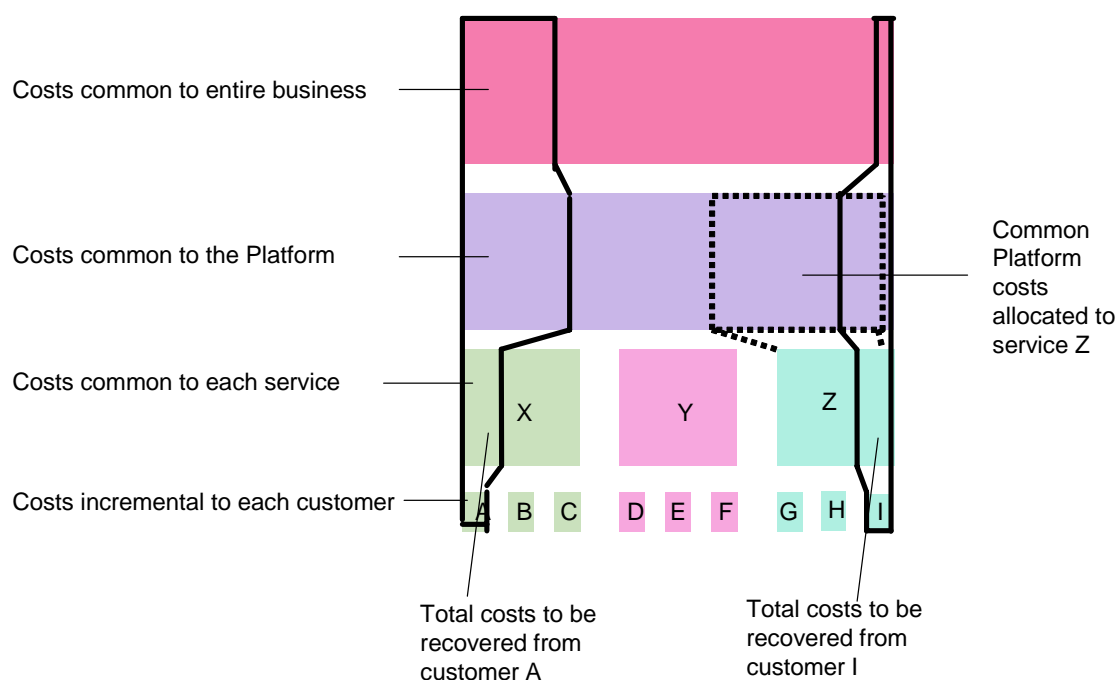 Costs common to entire business
Costs common to the Platform
Common
Platform
costs
allocated to
service Z
Costs common to each service
X
Y
Z
Costs incremental to each customer
A
B
C
D
E
F
G
H
I
Total costs to be
recovered from
customer A
Total costs to be
recovered from
customer I